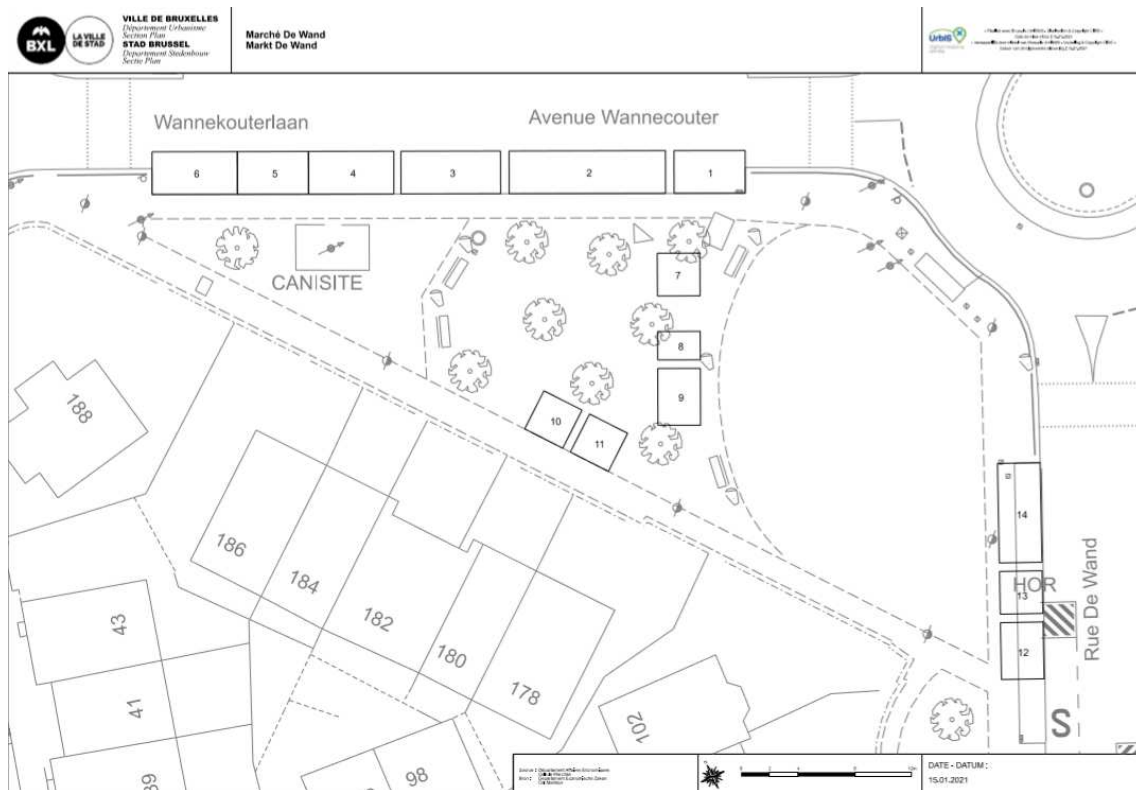 BXL
LA VILLE
DE STAD
VILLE DE BRUXELLES
Département Urbanisme
Section Plan
STAD BRUSSEL
Departement Stedenbouw
Sectie Plan
Marché De Wand
Markt De Wand
UrbIS
Wannekouterlaan
Avenue Wannecouter
6
5
4
3
2
1
7
CANISITE
8
9
10
11
188
186
184
182
180
178
43
41
39
98
102
14
HOR
13
12
Rue De Wand
S
DATE - DATUM :
15.01.2021